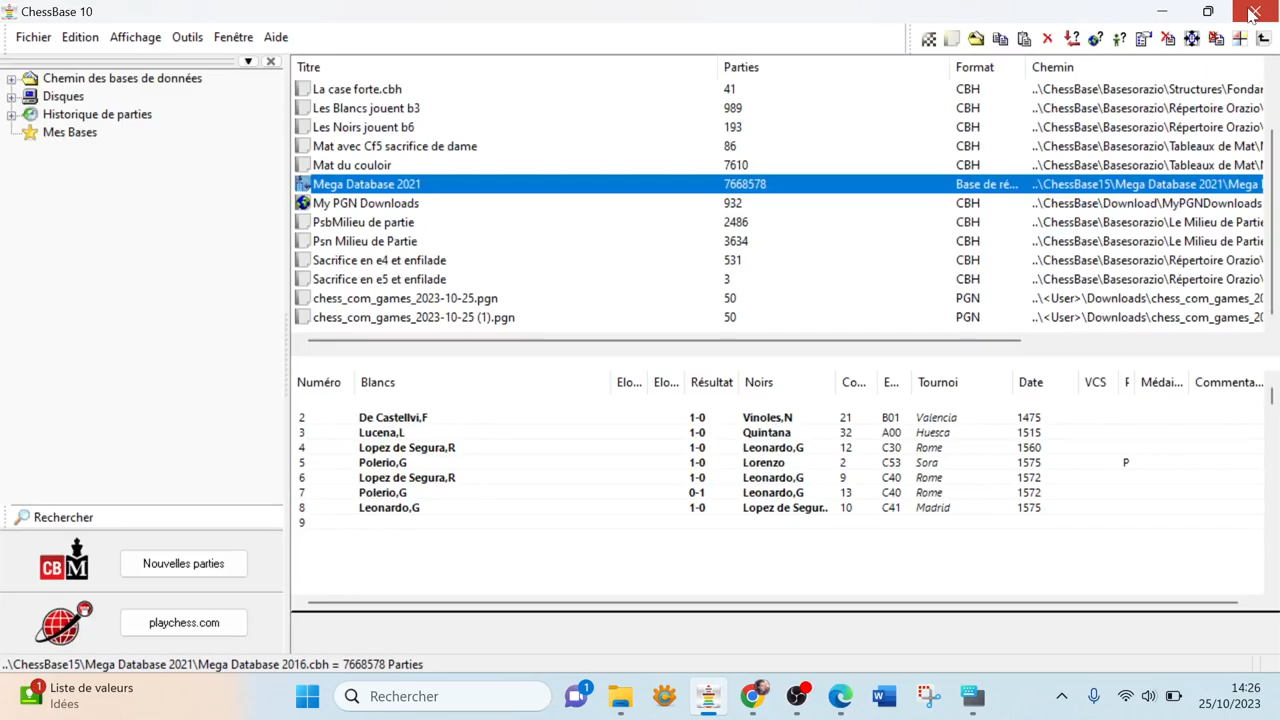 ChessBase 10
Fichier Edition Affichage Outils Fenêtre Aide
Chemin des bases de données
Disques
Historique de parties
Mes Bases
Titre Parties Format Chemin
La case forte.cbh 41 CBH ..\ChessBase\Basesorazio\Structures\Fondar
Les Blancs jouent b3 989 CBH ..\ChessBase\Basesorazio\Répertoire Orazio\
Les Noirs jouent b6 193 CBH ..\ChessBase\Basesorazio\Répertoire Orazio\
Mat avec Cf5 sacrifice de dame 86 CBH ..\ChessBase\Basesorazio\Tableaux de Mat\M
Mat du couloir 7610 CBH ..\ChessBase\Basesorazio\Tableaux de Mat\M
Mega Database 2021 7668578 Base de ré... ..\ChessBase15\Mega Database 2021\Mega
My PGN Downloads 932 CBH ..\ChessBase\Download\MyPGNDownloads
PsbMilieu de partie 2486 CBH ..\ChessBase\Basesorazio\Le Milieu de Partie
Psn Milieu de Partie 3634 CBH ..\ChessBase\Basesorazio\Le Milieu de Partie
Sacrifice en e4 et enfilade 531 CBH ..\ChessBase\Basesorazio\Répertoire Orazio\
Sacrifice en e5 et enfilade 3 CBH ..\ChessBase\Basesorazio\Répertoire Orazio\
chess_com_games_2023-10-25.pgn 50 PGN ..\<User>\Downloads\chess_com_games_20
chess_com_games_2023-10-25 (1).pgn 50 PGN ..\<User>\Downloads\chess_com_games_20
Numéro Blancs Elo... Elo... Résultat Noirs Co... E... Tournoi Date VCS F Médai... Commenta...
2 De Castellvi,F 1-0 Vinoles,N 21 B01 Valencia 1475
3 Lucena,L 1-0 Quintana 32 A00 Huesca 1515
4 Lopez de Segura,R 1-0 Leonardo,G 12 C30 Rome 1560
5 Polerio,G 1-0 Lorenzo 2 C53 Sora 1575 P
6 Lopez de Segura,R 1-0 Leonardo,G 9 C40 Rome 1572
7 Polerio,G 0-1 Leonardo,G 13 C40 Rome 1572
8 Leonardo,G 1-0 Lopez de Segur.. 10 C41 Madrid 1575
9
Rechercher
CBM Nouvelles parties
playchess.com
..\ChessBase15\Mega Database 2021\Mega Database 2016.cbh = 7668578 Parties
1 Liste de valeurs
Idées
Rechercher
1
14:26
25/10/2023